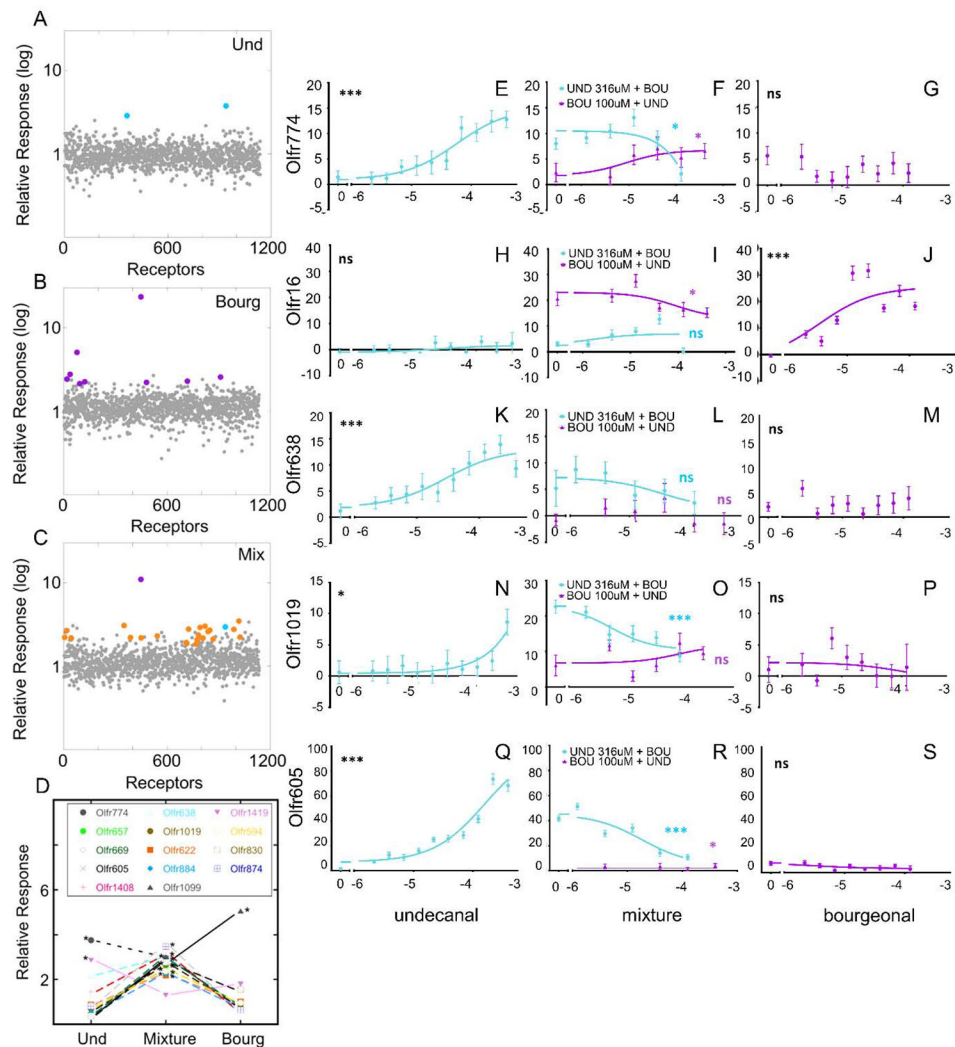 A
Und
Relative Response (log)
1
0
600
1200
Receptors
B
Bourg
Relative Response (log)
10
1
0
600
1200
Receptors
C
Mix
Relative Response (log)
10
1
0
600
1200
Receptors
D
Olfr774
Olfr638
Olfr1419
Olfr657
Olfr1019
Olfr594
Olfr669
Olfr622
Olfr830
Olfr605
Olfr884
Olfr874
Olfr1408
Olfr1099
Relative Response
6
2
Und Mixture Bourg
Olfr774
20
15
10
5
0
5
***
E
0 -6 -5 -4 -3
20
15
10
5
0
5
UND 316uM + BOU
BOU 100uM + UND
F
*
*
0 -6 -5 -4 -3
20
15
10
5
0
5
ns
G
0 -6 -5 -4 -3
Olfr16
40
30
20
10
0
-10
ns
H
0 -6 -5 -4 -3
40
30
20
10
0
-10
UND 316uM + BOU
BOU 100uM + UND
I
*
ns
0 -6 -5 -4 -3
40
30
20
10
0
10
***
J
0 -6 -5 -4 -3
Olfr638
20
15
10
5
0
5
***
K
0 -6 -5 -4 -3
20
15
10
5
0
-5
UND 316uM + BOU
BOU 100uM + UND
L
ns
ns
0 -6 -5 -4 -3
20
15
10
5
0
5
ns
M
0 -6 -5 -4 -3
Olfr1019
15
10
5
0
-5
*
N
0 -6 -5 -4 -3
30
20
10
0
UND 316uM + BOU
BOU 100uM + UND
O
***
ns
0 -6 -5 -4 -3
15
10
5
0
-5
ns
P
0 -6 -5 -4 -3
Olfr605
100
80
60
40
20
0
***
Q
0 -6 -5 -4 -3
undecanal
100
80
60
40
20
0
UND 316uM + BOU
BOU 100uM + UND
R
***
*
0 -6 -5 -4 -3
mixture
100
80
60
40
20
0
ns
S
0 -6 -5 -4 -3
bourgeonal